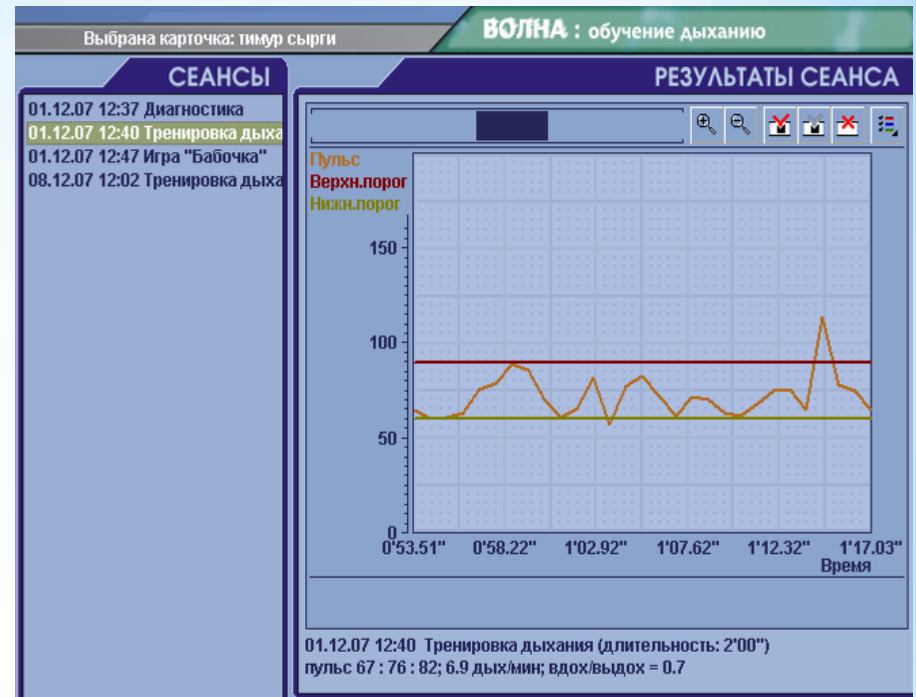 Выбрана карточка: тимур сырги
ВОЛНА : обучение дыханию
СЕАНСЫ
01.12.07 12:37 Диагностика
01.12.07 12:40 Тренировка дыха
01.12.07 12:47 Игра "Бабочка"
08.12.07 12:02 Тренировка дыха
РЕЗУЛЬТАТЫ СЕАНСА
Пульс
Верхн.порог
Нижн.порог
150
100
50
0
0'53.51" 0'58.22" 1'02.92" 1'07.62" 1'12.32" 1'17.03"
Время
01.12.07 12:40 Тренировка дыхания (длительность: 2'00")
пульс 67 : 76 : 82; 6.9 дых/мин; вдох/выдох = 0.7